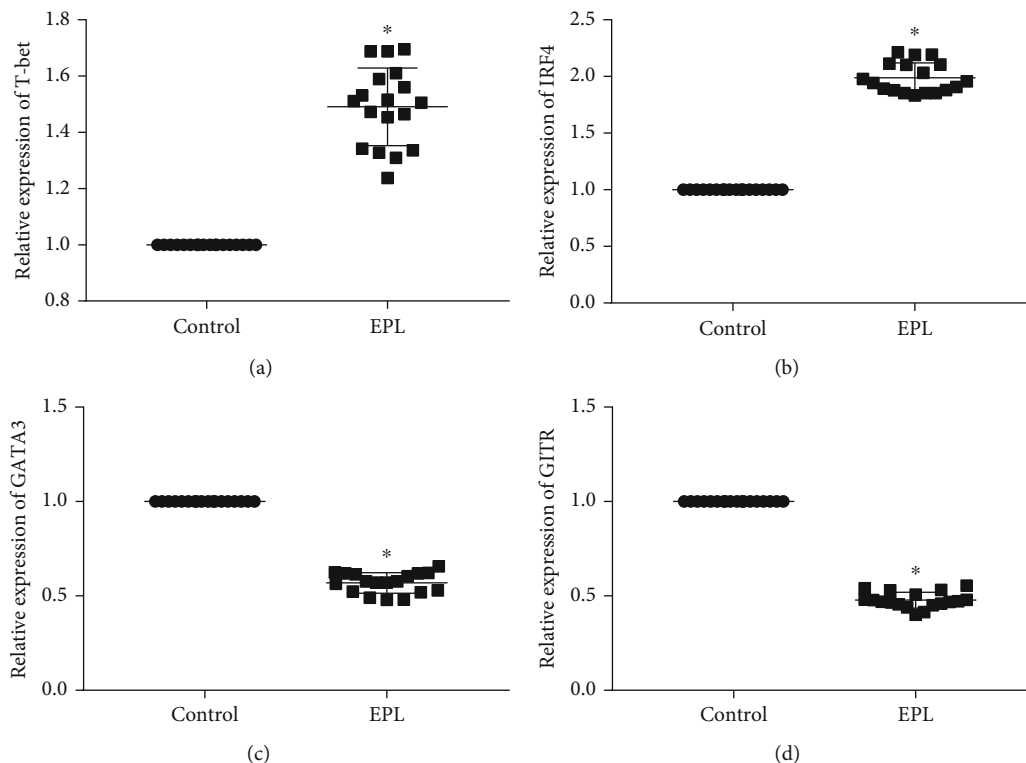 Relative expression of T-bet
1.8
1.6
1.4
1.2
1.0
0.8
*
Control
EPL
(a)
Relative expression of IRF4
2.5
2.0
1.5
1.0
0.5
0.0
*
Control
EPL
(b)
Relative expression of GATA3
1.5
1.0
0.5
0.0
*
Control
EPL
(c)
Relative expression of GITR
1.5
1.0
0.5
0.0
*
Control
EPL
(d)